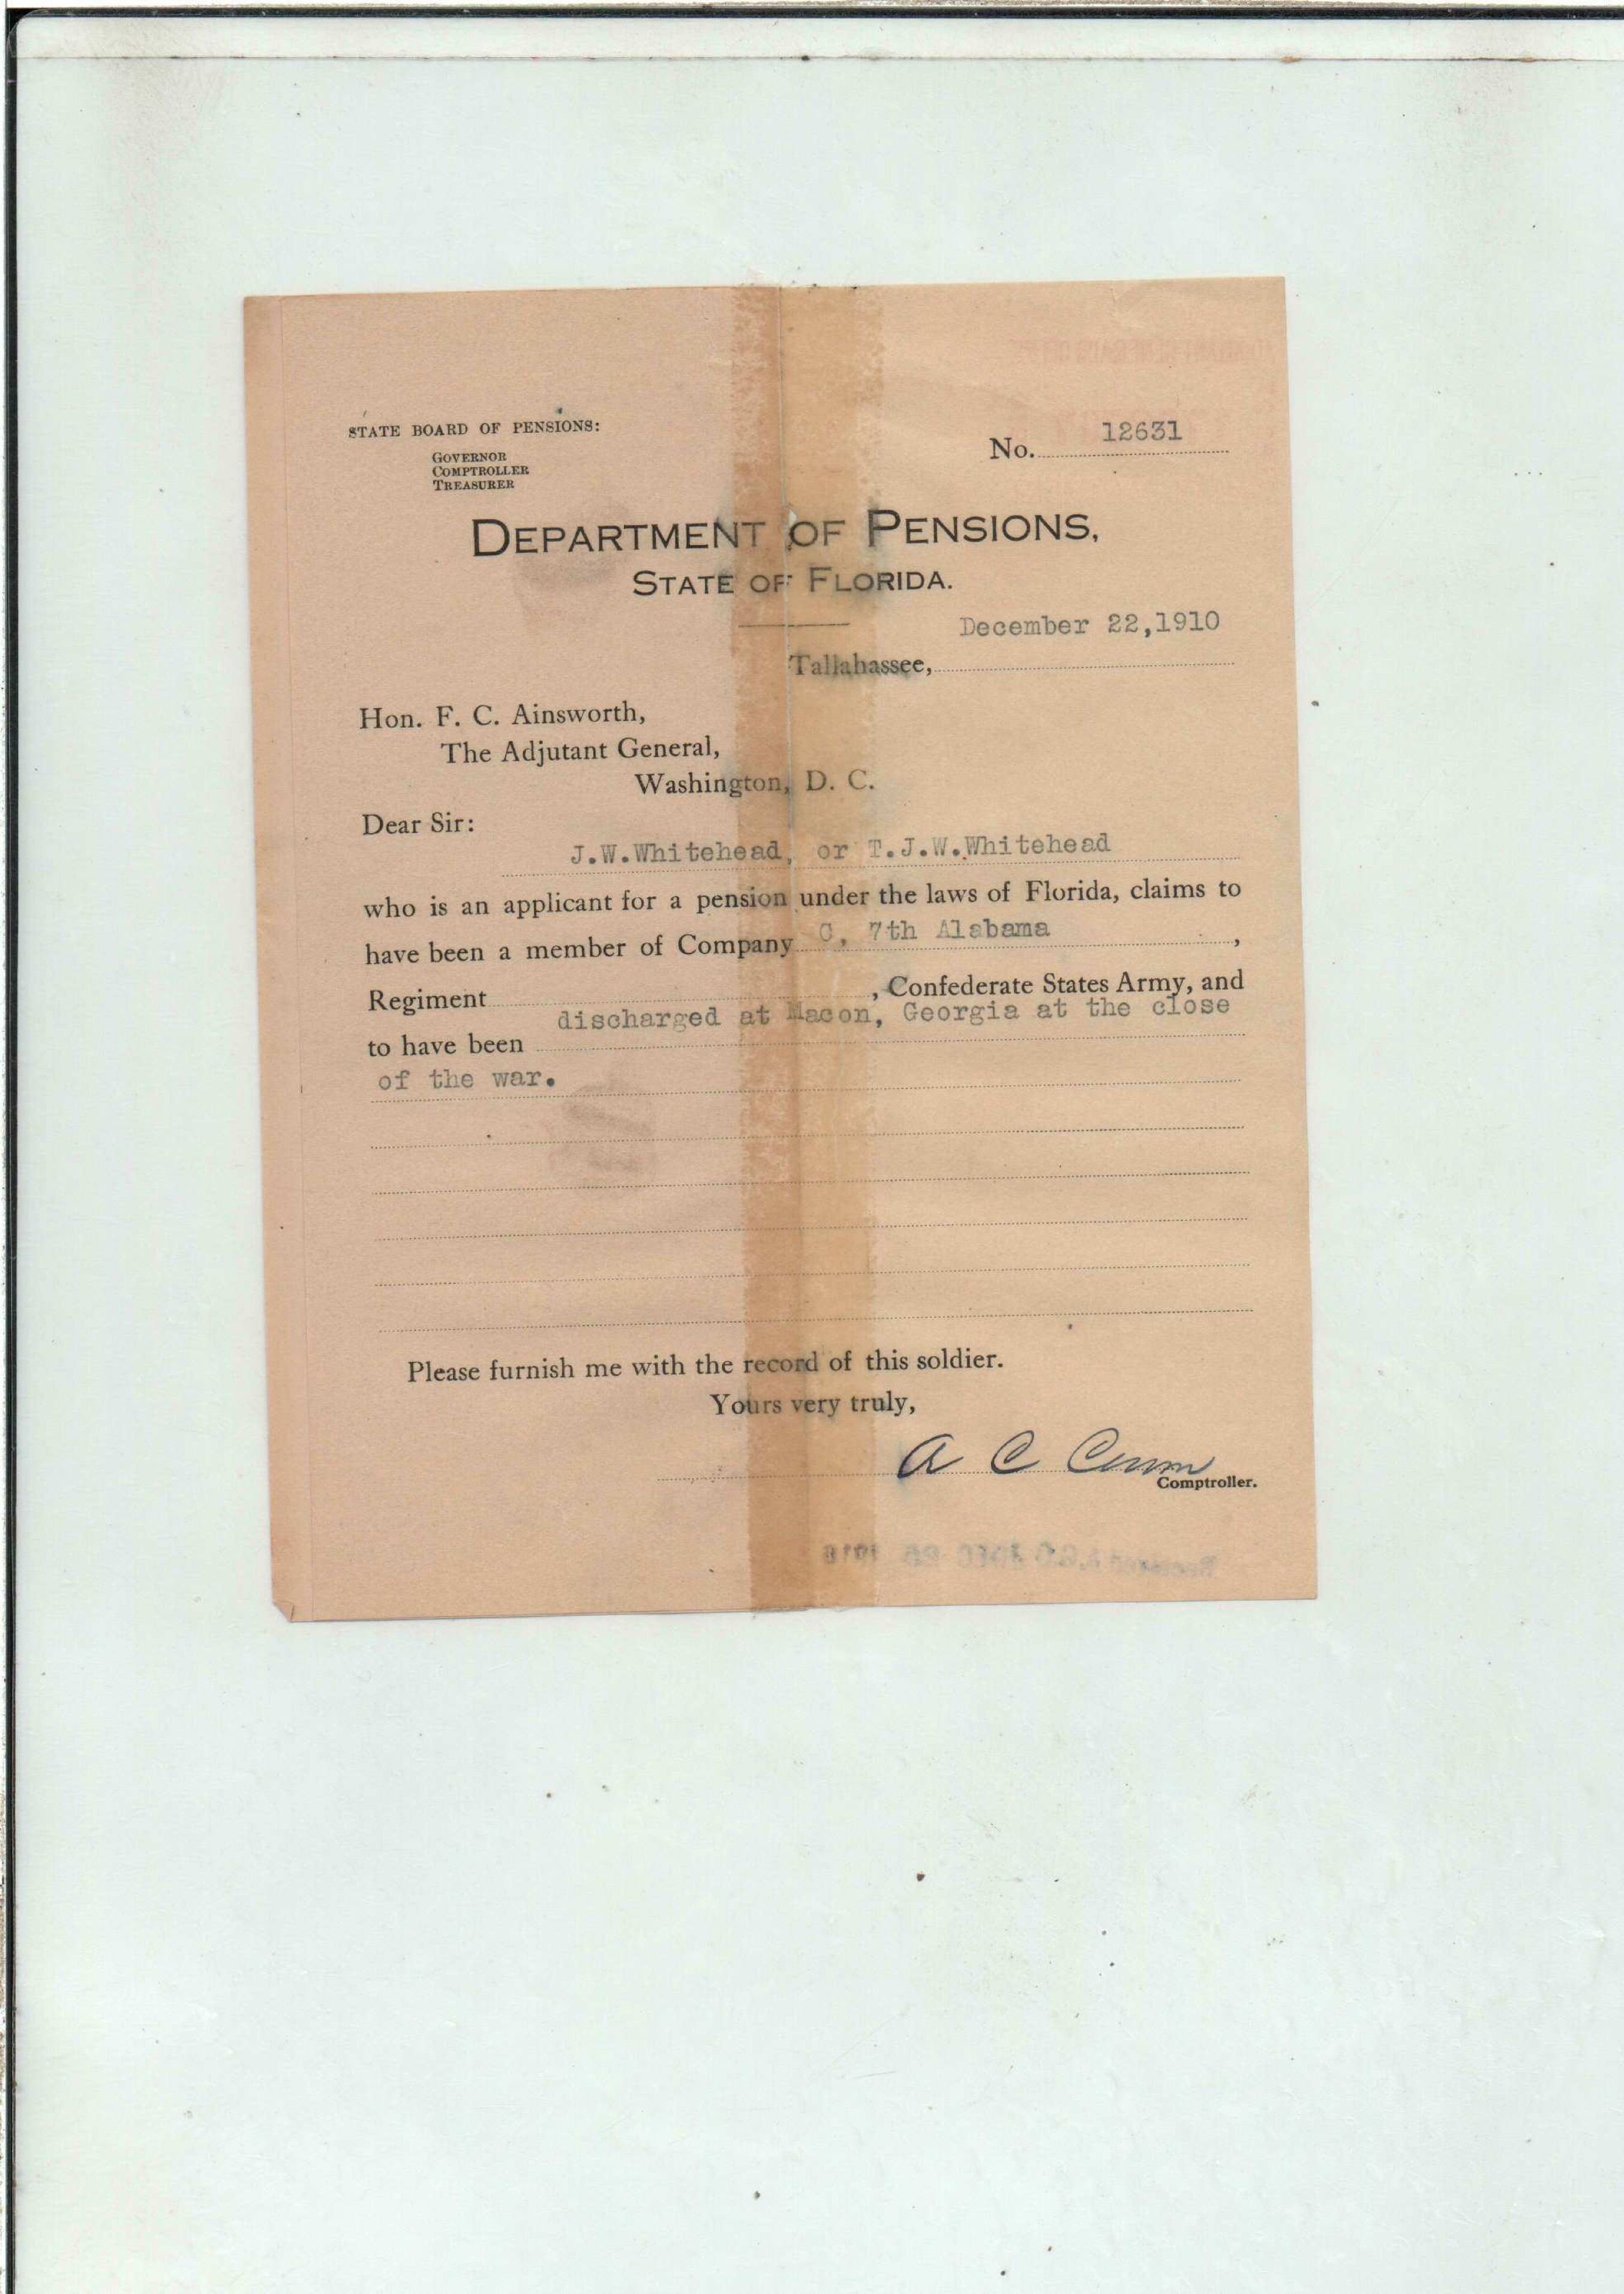 STATE BOARD OF PENSIONS:
GOVERNOR
COMPTROLLER
TREASURER
No. 12631
DEPARTMENT OF PENSIONS,
STATE OF FLORIDA.
December 22,1910
Tallahassee,
Hon. F. C. Ainsworth,
The Adjutant General,
Washington, D. C.
Dear Sir:
J.W.Whitehead, or T.J.W.Whitehead
who is an applicant for a pension under the laws of Florida, claims to
have been a member of Company C, 7th Alabama ,
Regiment , Confederate States Army, and
discharged at Macon, Georgia at the close
to have been
of the war.
Please furnish me with the record of this soldier.
Yours very truly,
A C
Comptroller.